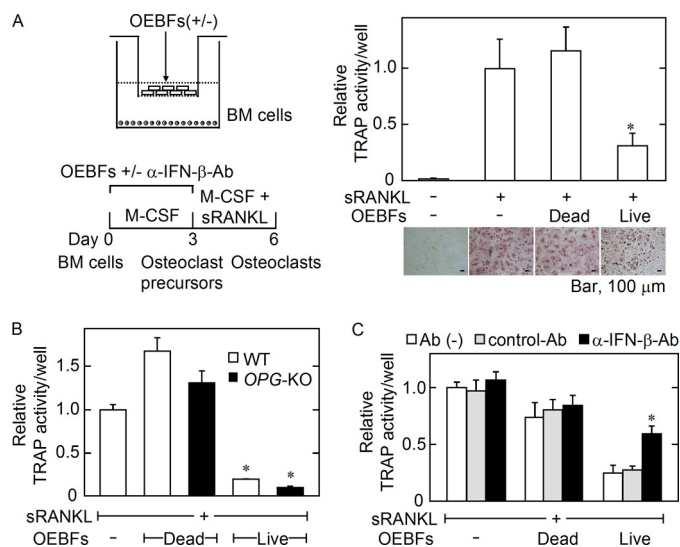 A
OEBFs(+/-)
BM cells
OEBFs +/- α-IFN-β-Ab
M-CSF
M-CSF +
sRANKL
Day 0 3 6
BM cells Osteoclast precursors Osteoclasts
Relative
TRAP activity/well
1.0
0.5
0
*
sRANKL - + + +
OEBFs - - Dead Live
Bar, 100 μm
B
WT
OPG-KO
Relative
TRAP activity/well
1.5
1.0
0.5
0
* *
sRANKL +
OEBFs - Dead Live
C
Ab (-) control-Ab α-IFN-β-Ab
Relative
TRAP activity/well
1.0
0.5
0
*
sRANKL +
OEBFs - Dead Live